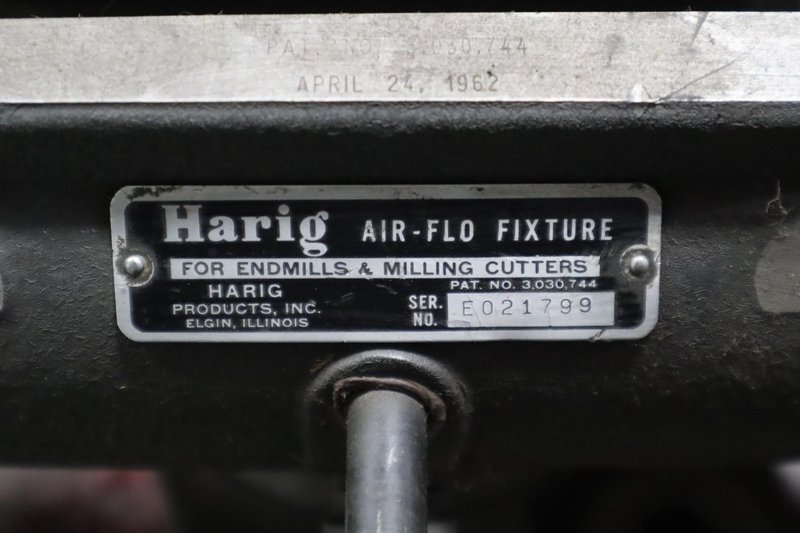 PAT. NO. 3,030,744
APRIL 24, 1962
Harig AIR-FLO FIXTURE
FOR ENDMILLS & MILLING CUTTERS
HARIG
PRODUCTS, INC.
ELGIN, ILLINOIS
PAT. NO. 3,030,744
SER. NO. E021799